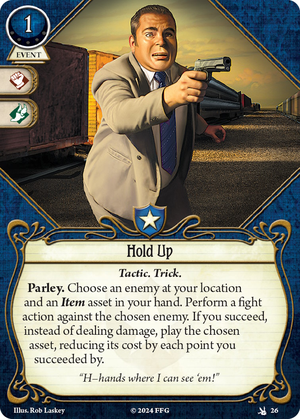 1
EVENT
Hold Up
Tactic. Trick.
Parley. Choose an enemy at your location
and an Item asset in your hand. Perform a fight
action against the chosen enemy. If you succeed,
instead of dealing damage, play the chosen
asset, reducing its cost by each point you
succeeded by.
“H–hands where I can see ‘em!”
Illus. Rob Laskey
© 2024 FFG
26